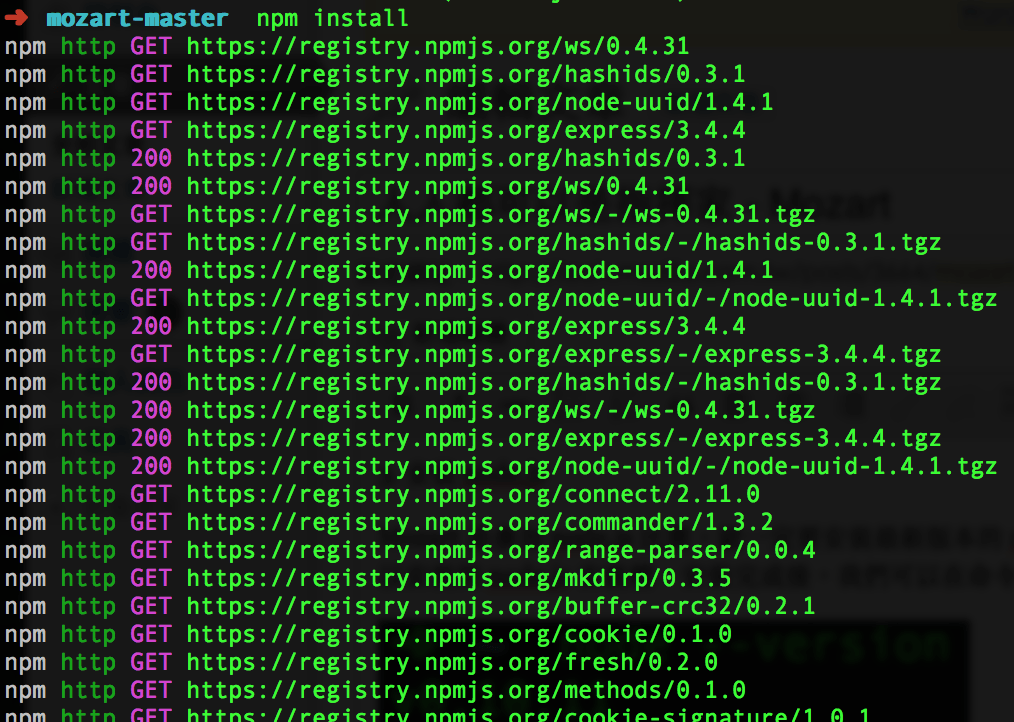 ➜ mozart-master npm install
npm http GET https://registry.npmjs.org/ws/0.4.31
npm http GET https://registry.npmjs.org/hashids/0.3.1
npm http GET https://registry.npmjs.org/node-uuid/1.4.1
npm http GET https://registry.npmjs.org/express/3.4.4
npm http 200 https://registry.npmjs.org/hashids/0.3.1
npm http 200 https://registry.npmjs.org/ws/0.4.31
npm http GET https://registry.npmjs.org/ws/-/ws-0.4.31.tgz
npm http GET https://registry.npmjs.org/hashids/-/hashids-0.3.1.tgz
npm http 200 https://registry.npmjs.org/node-uuid/1.4.1
npm http GET https://registry.npmjs.org/node-uuid/-/node-uuid-1.4.1.tgz
npm http 200 https://registry.npmjs.org/express/3.4.4
npm http GET https://registry.npmjs.org/express/-/express-3.4.4.tgz
npm http 200 https://registry.npmjs.org/hashids/-/hashids-0.3.1.tgz
npm http 200 https://registry.npmjs.org/ws/-/ws-0.4.31.tgz
npm http 200 https://registry.npmjs.org/express/-/express-3.4.4.tgz
npm http 200 https://registry.npmjs.org/node-uuid/-/node-uuid-1.4.1.tgz
npm http GET https://registry.npmjs.org/connect/2.11.0
npm http GET https://registry.npmjs.org/commander/1.3.2
npm http GET https://registry.npmjs.org/range-parser/0.0.4
npm http GET https://registry.npmjs.org/mkdirp/0.3.5
npm http GET https://registry.npmjs.org/buffer-crc32/0.2.1
npm http GET https://registry.npmjs.org/cookie/0.1.0
npm http GET https://registry.npmjs.org/fresh/0.2.0
npm http GET https://registry.npmjs.org/methods/0.1.0
npm http GET https://registry.npmjs.org/cookie-signature/1.0.1